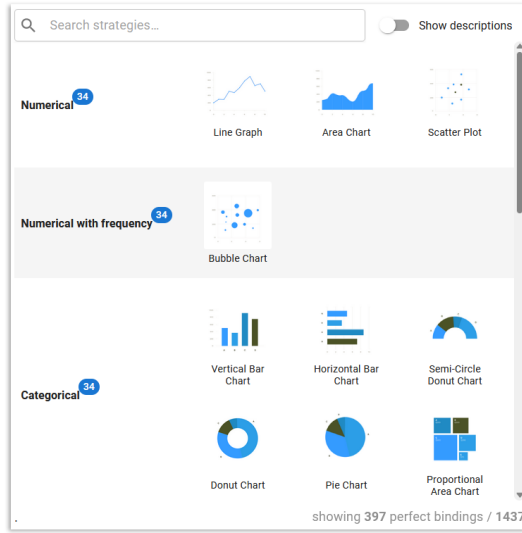 Search strategies...
Show descriptions
Numerical 34
Line Graph
Area Chart
Scatter Plot
Numerical with frequency 34
Bubble Chart
Categorical 34
Vertical Bar
Chart
Horizontal Bar
Chart
Semi-Circle
Donut Chart
Donut Chart
Pie Chart
Proportional
Area Chart
.
showing 397 perfect bindings / 1437